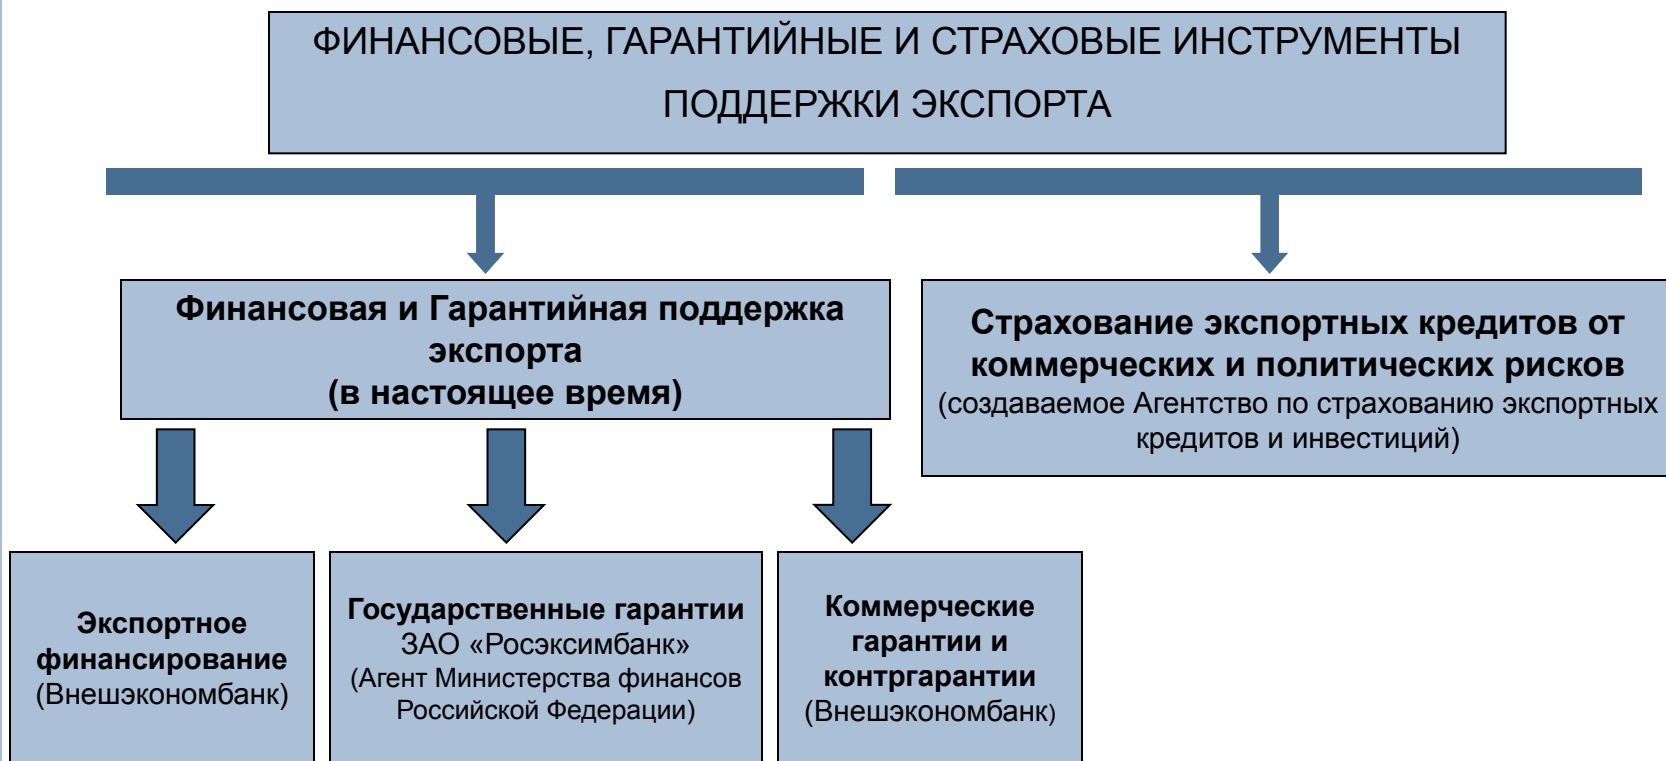 ФИНАНСОВЫЕ, ГАРАНТИЙНЫЕ И СТРАХОВЫЕ ИНСТРУМЕНТЫ
ПОДДЕРЖКИ ЭКСПОРТА
Финансовая и Гарантийная поддержка
экспорта
(в настоящее время)
Страхование экспортных кредитов от
коммерческих и политических рисков
(создаваемое Агентство по страхованию экспортных
кредитов и инвестиций)
Экспортное
финансирование
(Внешэкономбанк)
Государственные гарантии
ЗАО «Росэксимбанк»
(Агент Министерства финансов
Российской Федерации)
Коммерческие
гарантии и
контргарантии
(Внешэкономбанк)